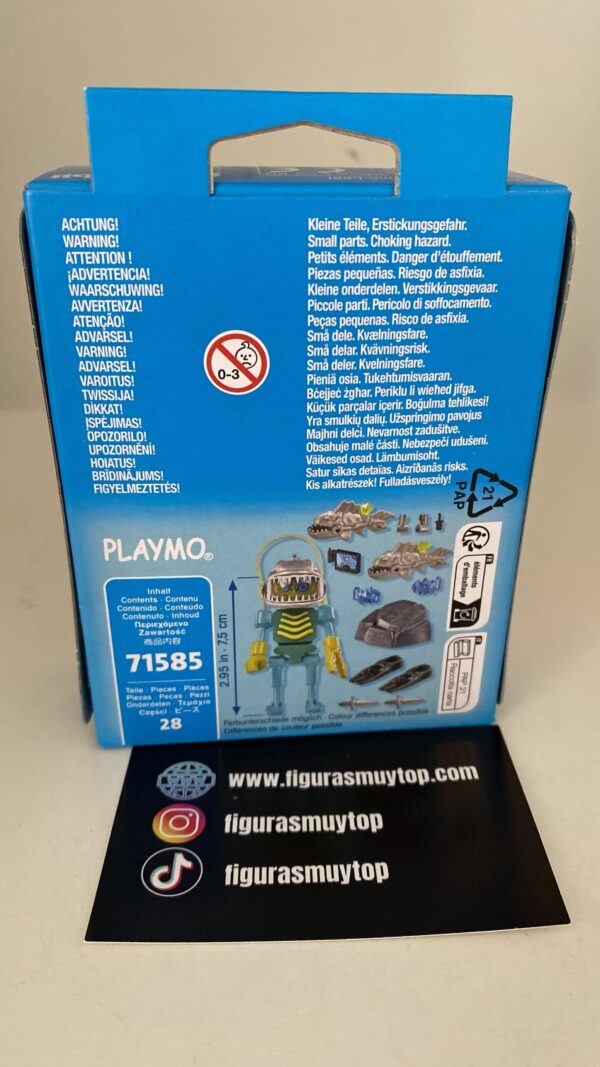 ACHTUNG!
WARNING!
ATTENTION !
¡ADVERTENCIA!
WAARSCHUWING!
AVVERTENZA!
ATENÇÃO!
ADVARSEL!
VARNING!
ADVARSEL!
VAROITUS!
TWISSIJA!
DİKKAT!
ĮSPĖJIMAS!
OPOZORILO!
UPOZORNĚNÍ!
HOIATUS!
BRĪDINĀJUMS!
FIGYELMEZTETÉS!
Kleine Teile, Erstickungsgefahr.
Small parts. Choking hazard.
Petits éléments. Danger d'étouffement.
Piezas pequeñas. Riesgo de asfixia.
Kleine onderdelen. Verstikkingsgevaar.
Piccole parti. Pericolo di soffocamento.
Peças pequenas. Risco de asfixia.
Små dele. Kvælningsfare.
Små delar. Kvävningsrisk.
Små deler. Kvelningsfare.
Pieniä osia. Tukehtumisvaaran.
Bċejjeċ żgħar. Periklu li wieħed jifga.
Küçük parçalar içerir. Boğulma tehlikesi!
Yra smulkių dalių. Užspringimo pavojus
Majhni delci. Nevarnost zadušitve.
Obsahuje malé části. Nebezpečí udušení.
Väikesed osad. Lämbumisoht.
Satur sīkas detaļas. Aizrīšanās risks.
Kis alkatrészek! Fulladásveszély!
0-3
21
PAP
PLAYMO®
Inhalt
Contents · Contenu
Contenido · Conteúdo
Contenuto · Inhoud
Περιεχόμενο
Zawartość
商品内容
71585
Teile · Pieces · Pièces
Piezas · Peças · Pezzi
Onderdelen · Τεμάχια
Części · ピース
28
2.95 in · 7,5 cm
Farbunterschiede möglich · Colour differences possible
Différences de couleur possible
FR
éléments
d'emballage
PAP 21
Raccolta carta
www.figurasmuytop.com
figurasmuytop
figurasmuytop